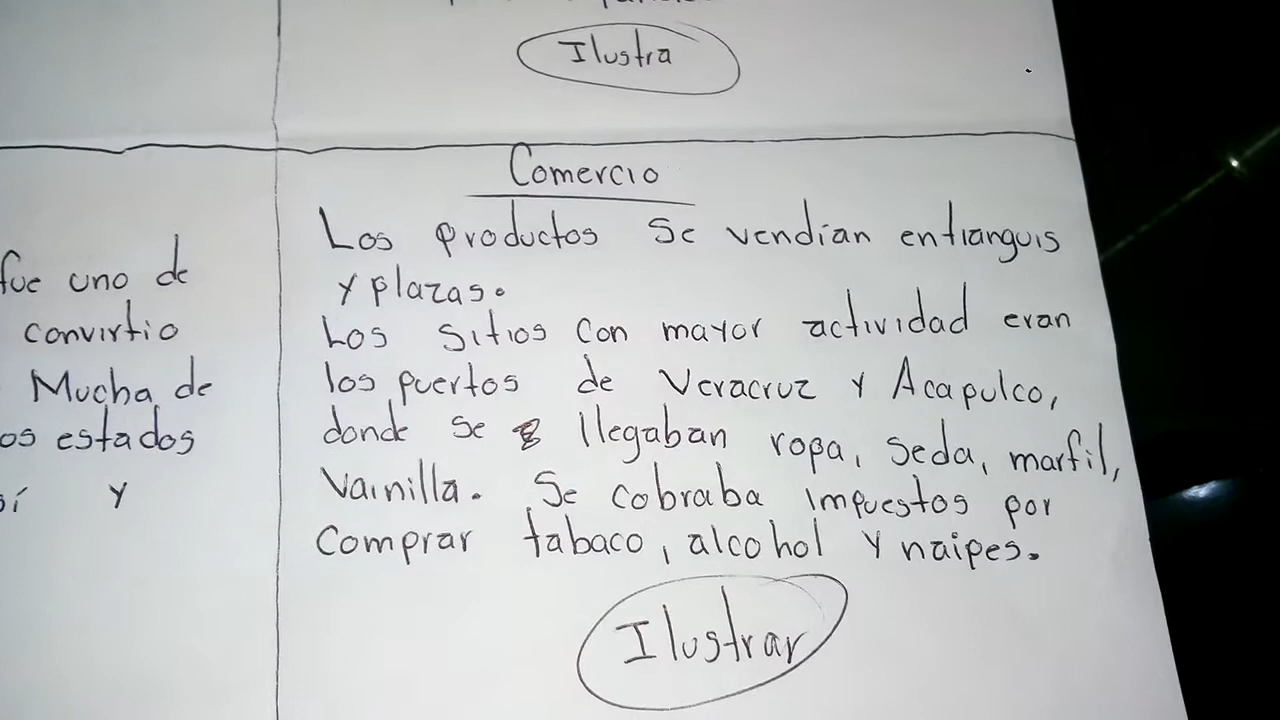 Ilustra
Comercio
Los productos se vendían entianguis
y plazas.
Los sitios con mayor actividad eran
los puertos de Veracruz y Acapulco,
donde se llegaban ropa, seda, marfil,
Vainilla. Se cobraba impuestos por
Comprar tabaco, alcohol y naipes.
Ilustrar
fue uno de
convirtio
Mucha de
os estados
sí y